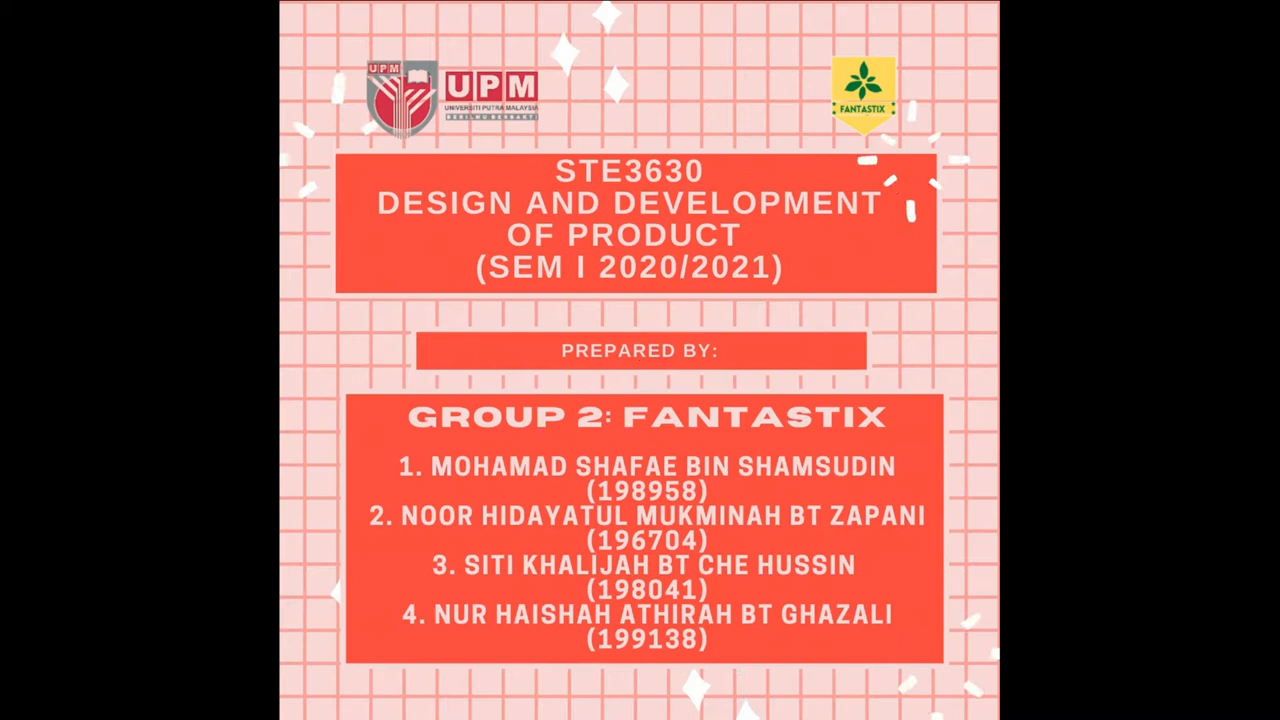 UPM
UPM
UNIVERSITI PUTRA MALAYSIA
BERILMU BERBAKTI
FANTASTIX
STE3630
DESIGN AND DEVELOPMENT
OF PRODUCT
(SEM I 2020/2021)
PREPARED BY:
GROUP 2: FANTASTIX
1. MOHAMAD SHAFAE BIN SHAMSUDIN
(198958)
2. NOOR HIDAYATUL MUKMINAH BT ZAPANI
(196704)
3. SITI KHALIJAH BT CHE HUSSIN
(198041)
4. NUR HAISHAH ATHIRAH BT GHAZALI
(199138)